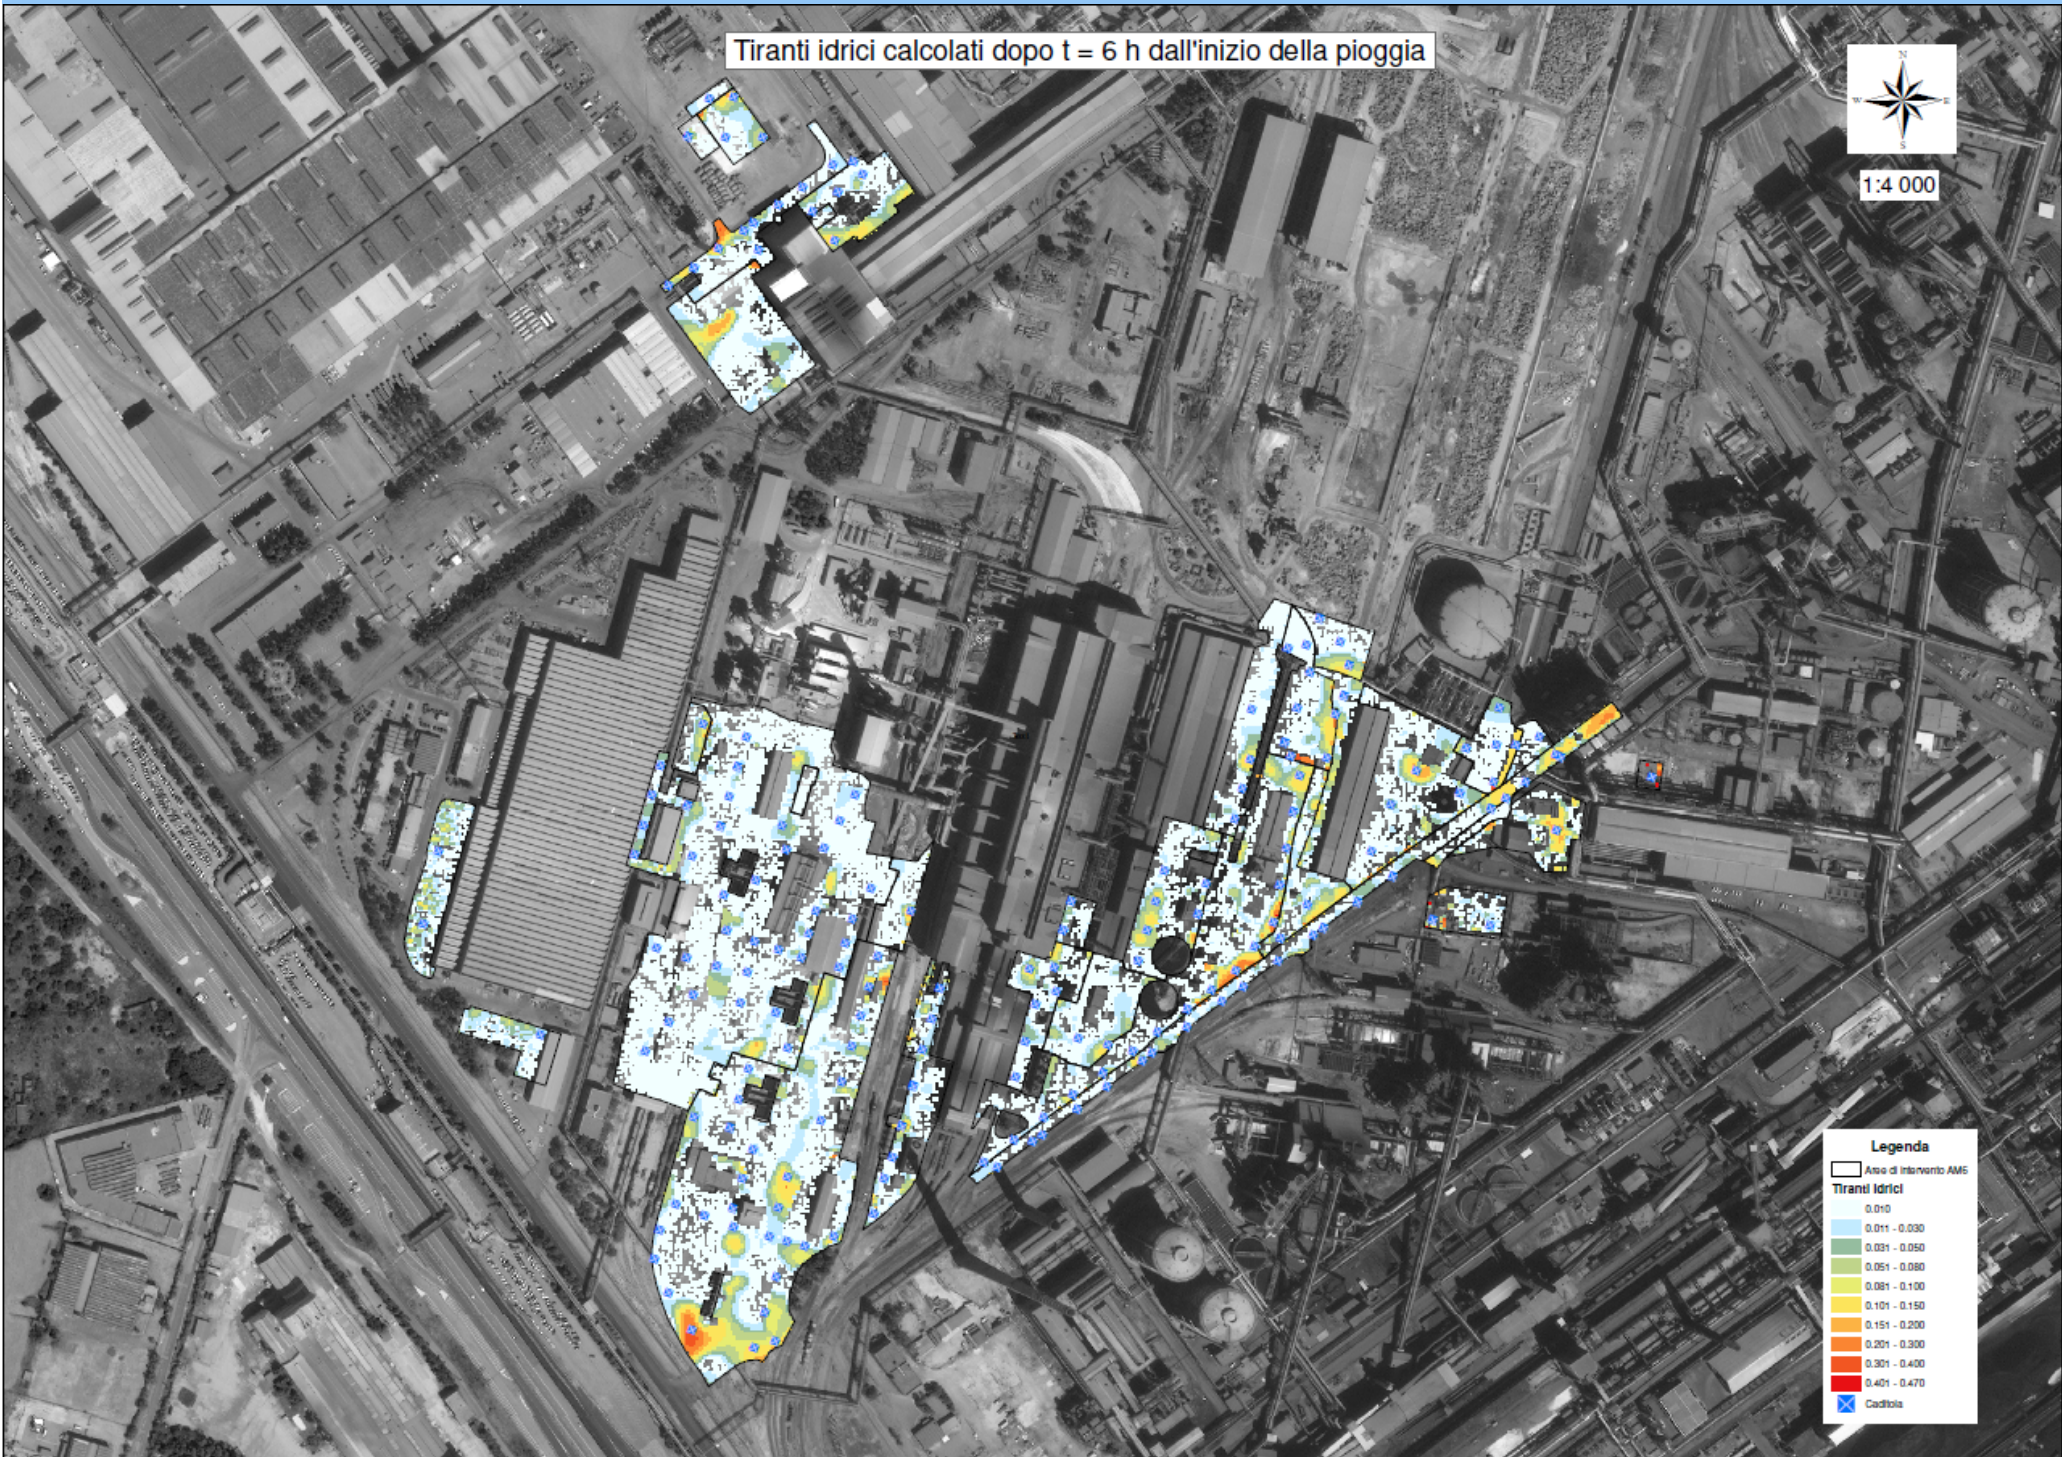 Tiranti idrici calcolati dopo t = 6 h dall'inizio della pioggia
N
W E
S
1:4 000
Legenda
Aree di intervento AM6
Tiranti idrici
0.010
0.011 - 0.030
0.031 - 0.050
0.051 - 0.080
0.081 - 0.100
0.101 - 0.150
0.151 - 0.200
0.201 - 0.300
0.301 - 0.400
0.401 - 0.470
Caditoia